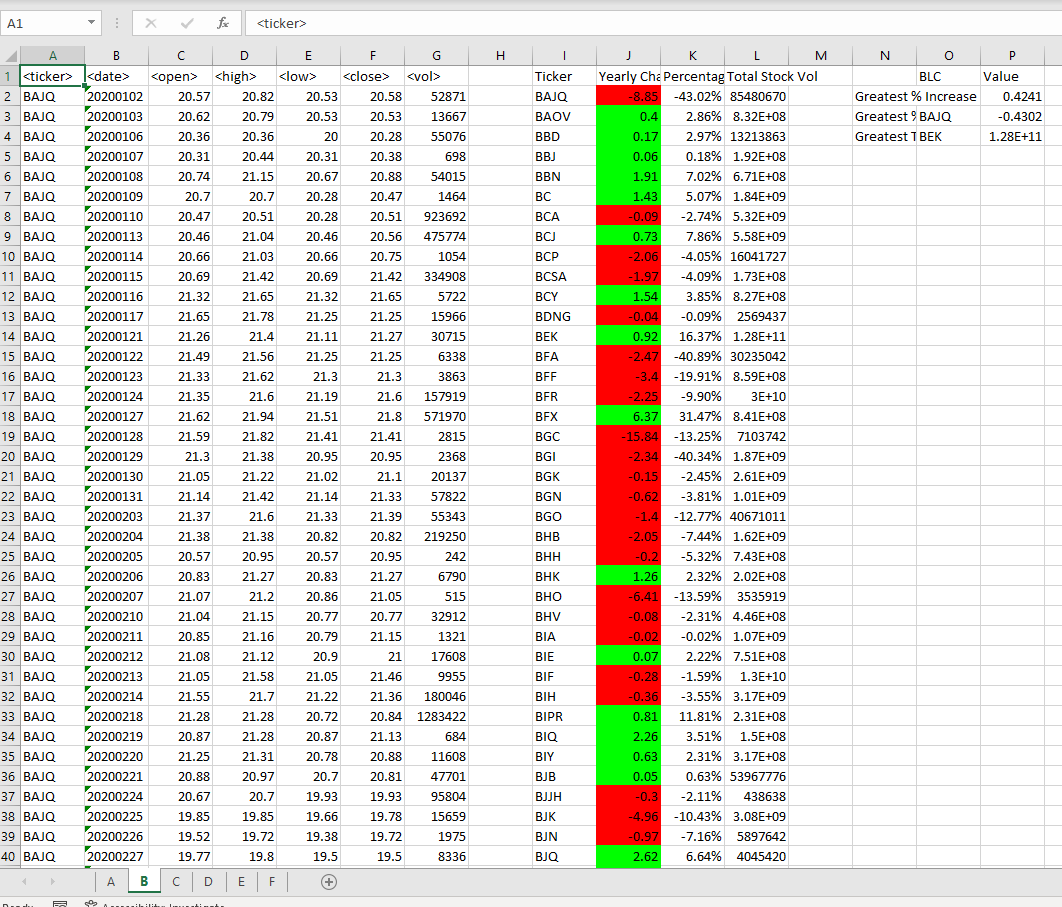 A1 fx <ticker>
A B C D E F G H I J K L M N O P
1 <ticker> <date> <open> <high> <low> <close> <vol> Ticker Yearly Cha Percentag Total Stock Vol BLC Value
2 BAJQ 20200102 20.57 20.82 20.53 20.58 52871 BAJQ -8.85 -43.02% 85480670 Greatest % Increase 0.4241
3 BAJQ 20200103 20.62 20.79 20.53 20.53 13667 BAOV 0.4 2.86% 8.32E+08 Greatest % BAJQ -0.4302
4 BAJQ 20200106 20.36 20.36 20 20.28 55076 BBD 0.17 2.97% 13213863 Greatest T BEK 1.28E+11
5 BAJQ 20200107 20.31 20.44 20.31 20.38 698 BBJ 0.06 0.18% 1.92E+08
6 BAJQ 20200108 20.74 21.15 20.67 20.88 54015 BBN 1.91 7.02% 6.71E+08
7 BAJQ 20200109 20.7 20.7 20.28 20.47 1464 BC 1.43 5.07% 1.84E+09
8 BAJQ 20200110 20.47 20.51 20.28 20.51 923692 BCA -0.09 -2.74% 5.32E+09
9 BAJQ 20200113 20.46 21.04 20.46 20.56 475774 BCJ 0.73 7.86% 5.58E+09
10 BAJQ 20200114 20.66 21.03 20.66 20.75 1054 BCP -2.06 -4.05% 16041727
11 BAJQ 20200115 20.69 21.42 20.69 21.42 334908 BCSA -1.97 -4.09% 1.73E+08
12 BAJQ 20200116 21.32 21.65 21.32 21.65 5722 BCY 1.54 3.85% 8.27E+08
13 BAJQ 20200117 21.65 21.78 21.25 21.25 15966 BDNG -0.04 -0.09% 2569437
14 BAJQ 20200121 21.26 21.4 21.11 21.27 30715 BEK 0.92 16.37% 1.28E+11
15 BAJQ 20200122 21.49 21.56 21.25 21.25 6338 BFA -2.47 -40.89% 30235042
16 BAJQ 20200123 21.33 21.62 21.3 21.3 3863 BFF -3.4 -19.91% 8.59E+08
17 BAJQ 20200124 21.35 21.6 21.19 21.6 157919 BFR -2.25 -9.90% 3E+10
18 BAJQ 20200127 21.62 21.94 21.51 21.8 571970 BFX 6.37 31.47% 8.41E+08
19 BAJQ 20200128 21.59 21.82 21.41 21.41 2815 BGC -15.84 -13.25% 7103742
20 BAJQ 20200129 21.3 21.38 20.95 20.95 2368 BGI -2.34 -40.34% 1.87E+09
21 BAJQ 20200130 21.05 21.22 21.02 21.1 20137 BGK -0.15 -2.45% 2.61E+09
22 BAJQ 20200131 21.14 21.42 21.14 21.33 57822 BGN -0.62 -3.81% 1.01E+09
23 BAJQ 20200203 21.37 21.6 21.33 21.39 55343 BGO -1.4 -12.77% 40671011
24 BAJQ 20200204 21.38 21.38 20.82 20.82 219250 BHB -2.05 -7.44% 1.62E+09
25 BAJQ 20200205 20.57 20.95 20.57 20.95 242 BHH -0.2 -5.32% 7.43E+08
26 BAJQ 20200206 20.83 21.27 20.83 21.27 6790 BHK 1.26 2.32% 2.02E+08
27 BAJQ 20200207 21.07 21.2 20.86 21.05 515 BHO -6.41 -13.59% 3535919
28 BAJQ 20200210 21.04 21.15 20.77 20.77 32912 BHV -0.08 -2.31% 4.46E+08
29 BAJQ 20200211 20.85 21.16 20.79 21.15 1321 BIA -0.02 -0.02% 1.07E+09
30 BAJQ 20200212 21.08 21.12 20.9 21 17608 BIE 0.07 2.22% 7.51E+08
31 BAJQ 20200213 21.05 21.58 21.05 21.46 9955 BIF -0.28 -1.59% 1.3E+10
32 BAJQ 20200214 21.55 21.7 21.22 21.36 180046 BIH -0.36 -3.55% 3.17E+09
33 BAJQ 20200218 21.28 21.28 20.72 20.84 1283422 BIPR 0.81 11.81% 2.31E+08
34 BAJQ 20200219 20.87 21.28 20.87 21.13 684 BIQ 2.26 3.51% 1.5E+08
35 BAJQ 20200220 21.25 21.31 20.78 20.88 11608 BIY 0.63 2.31% 3.17E+08
36 BAJQ 20200221 20.88 20.97 20.7 20.81 47701 BJB 0.05 0.63% 53967776
37 BAJQ 20200224 20.67 20.7 19.93 19.93 95804 BJJH -0.3 -2.11% 438638
38 BAJQ 20200225 19.85 19.85 19.66 19.78 15659 BJK -4.96 -10.43% 3.08E+09
39 BAJQ 20200226 19.52 19.72 19.38 19.72 1975 BJN -0.97 -7.16% 5897642
40 BAJQ 20200227 19.77 19.8 19.5 19.5 8336 BJQ 2.62 6.64% 4045420
A B C D E F
Ready Accessibility: Investigate